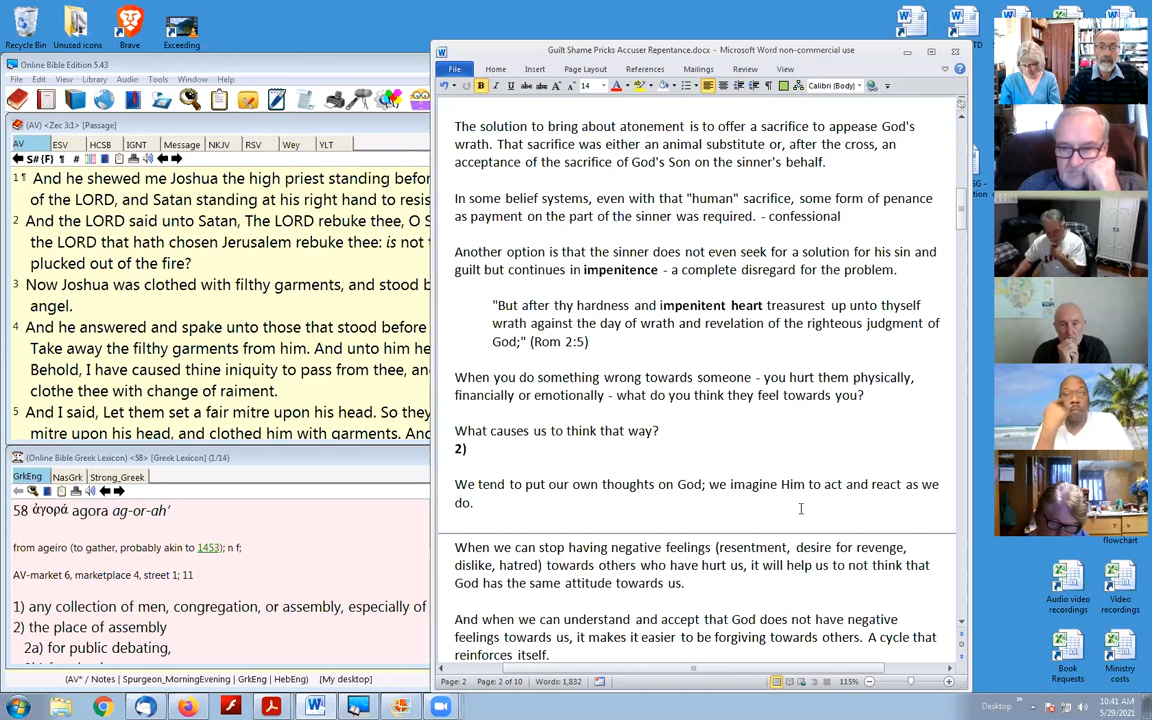 Recycle Bin
Unused icons
Brave
Exceeding
Online Bible Edition 5.43
File Edit View Library Audio Tools Window Help
(AV) <Zec 3:1> [Passage]
AV ESV HCSB IGNT Message NKJV RSV Wey YLT
S# {F} ¶ #
1 ¶ And he shewed me Joshua the high priest standing befor
of the LORD, and Satan standing at his right hand to resis
2 And the LORD said unto Satan, The LORD rebuke thee, O S
the LORD that hath chosen Jerusalem rebuke thee: is not t
plucked out of the fire?
3 Now Joshua was clothed with filthy garments, and stood b
angel.
4 And he answered and spake unto those that stood before
Take away the filthy garments from him. And unto him he
Behold, I have caused thine iniquity to pass from thee, an
clothe thee with change of raiment.
5 And I said, Let them set a fair mitre upon his head. So they
mitre upon his head, and clothed him with garments. And
(Online Bible Greek Lexicon) <58> [Greek Lexicon] (1/14)
GrkEng NasGrk Strong_Greek
58 ἀγορά agora ag-or-ah'
from ageiro (to gather, probably akin to 1453); n f;
AV-market 6, marketplace 4, street 1; 11
1) any collection of men, congregation, or assembly, especially of
2) the place of assembly
2a) for public debating,
(AV* / Notes | Spurgeon_MorningEvening | GrkEng | HebEng) [My desktop]
Guilt Shame Pricks Accuser Repentance.docx - Microsoft Word non-commercial use
File Home Insert Page Layout References Mailings Review View
B I U abc 14 A Calibri (Body)
The solution to bring about atonement is to offer a sacrifice to appease God's
wrath. That sacrifice was either an animal substitute or, after the cross, an
acceptance of the sacrifice of God's Son on the sinner's behalf.
In some belief systems, even with that "human" sacrifice, some form of penance
as payment on the part of the sinner was required. - confessional
Another option is that the sinner does not even seek for a solution for his sin and
guilt but continues in impenitence - a complete disregard for the problem.
"But after thy hardness and impenitent heart treasurest up unto thyself
wrath against the day of wrath and revelation of the righteous judgment of
God;" (Rom 2:5)
When you do something wrong towards someone - you hurt them physically,
financially or emotionally - what do you think they feel towards you?
What causes us to think that way?
2)
We tend to put our own thoughts on God; we imagine Him to act and react as we
do.
When we can stop having negative feelings (resentment, desire for revenge,
dislike, hatred) towards others who have hurt us, it will help us to not think that
God has the same attitude towards us.
And when we can understand and accept that God does not have negative
feelings towards us, it makes it easier to be forgiving towards others. A cycle that
reinforces itself.
Page: 2 Page: 2 of 10 Words: 1,832 115%
flowchart
Audio video recordings
Video recordings
Book Requests
Ministry costs
Desktop
10:41 AM
5/29/2021